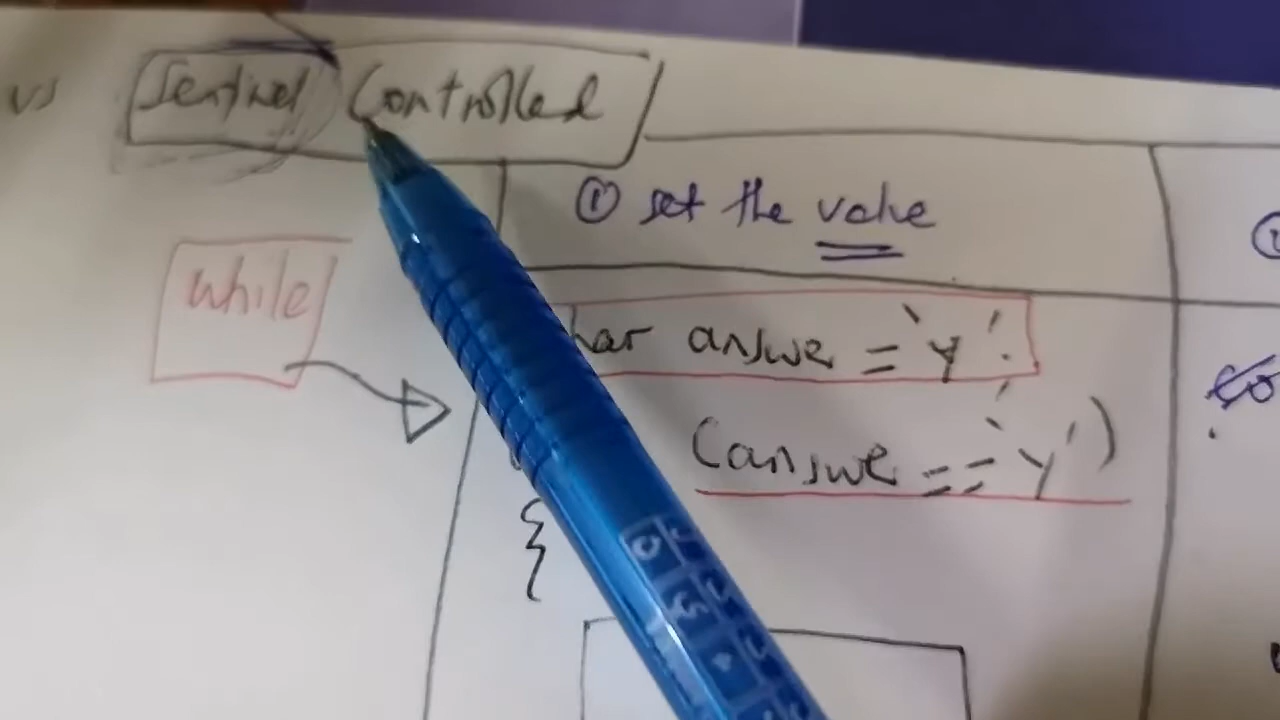 vs Sentinel Controlled
① set the value
while
har answe = 'y'.
(answe == 'y')
{